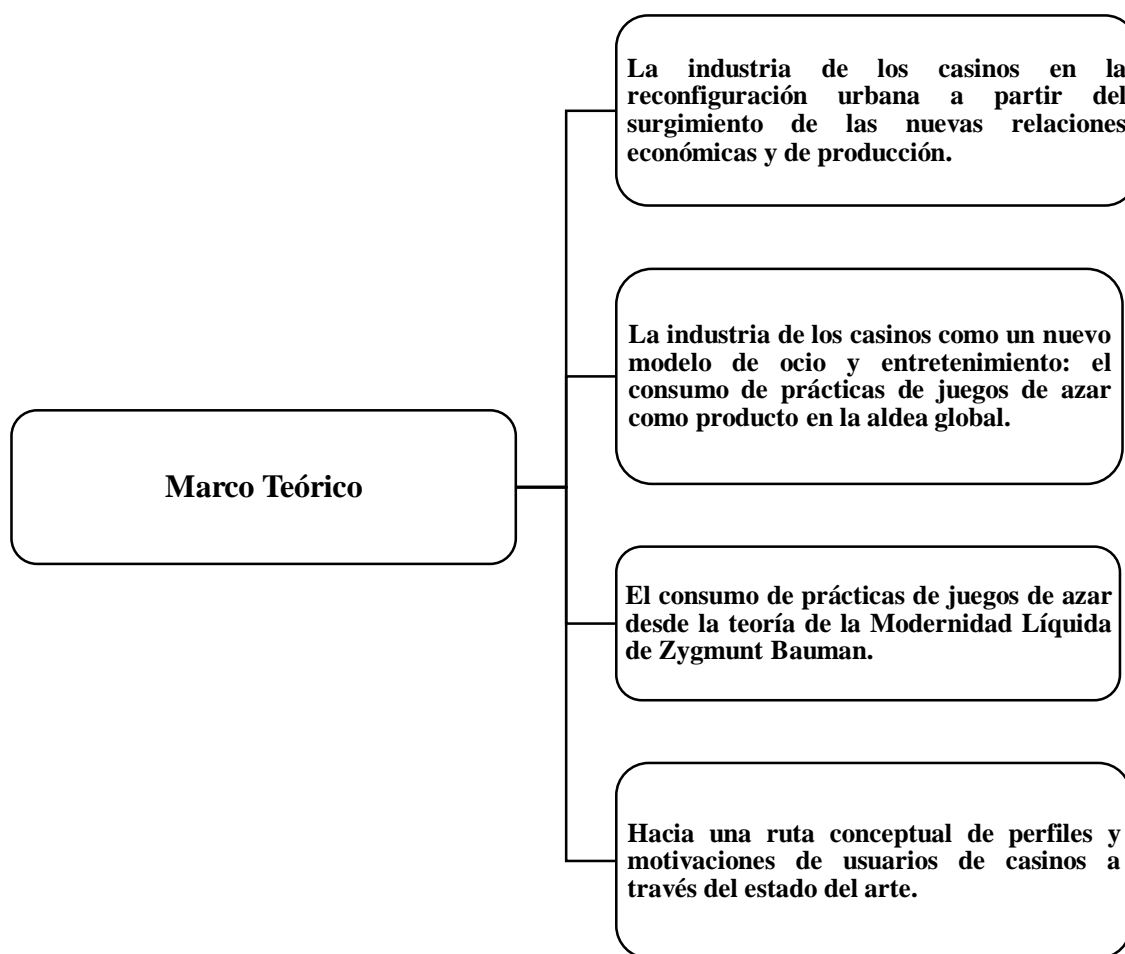 La industria de los casinos en la
reconfiguración urbana a partir del
surgimiento de las nuevas relaciones
económicas y de producción.
La industria de los casinos como un nuevo
modelo de ocio y entretenimiento: el
consumo de prácticas de juegos de azar
como producto en la aldea global.
Marco Teórico
El consumo de prácticas de juegos de azar
desde la teoría de la Modernidad Líquida
de Zygmunt Bauman.
Hacia una ruta conceptual de perfiles y
motivaciones de usuarios de casinos a
través del estado del arte.